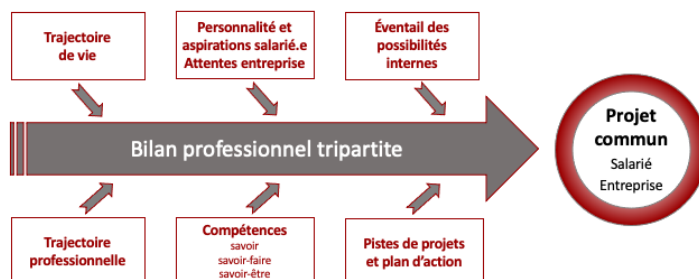 Trajectoire
de vie
Personnalité et
aspirations salarié.e
Attentes entreprise
Éventail des
possibilités
internes
Bilan professionnel tripartite
Projet
commun
Salarié
Entreprise
Trajectoire
professionnelle
Compétences
savoir
savoir-faire
savoir-être
Pistes de projets
et plan d'action